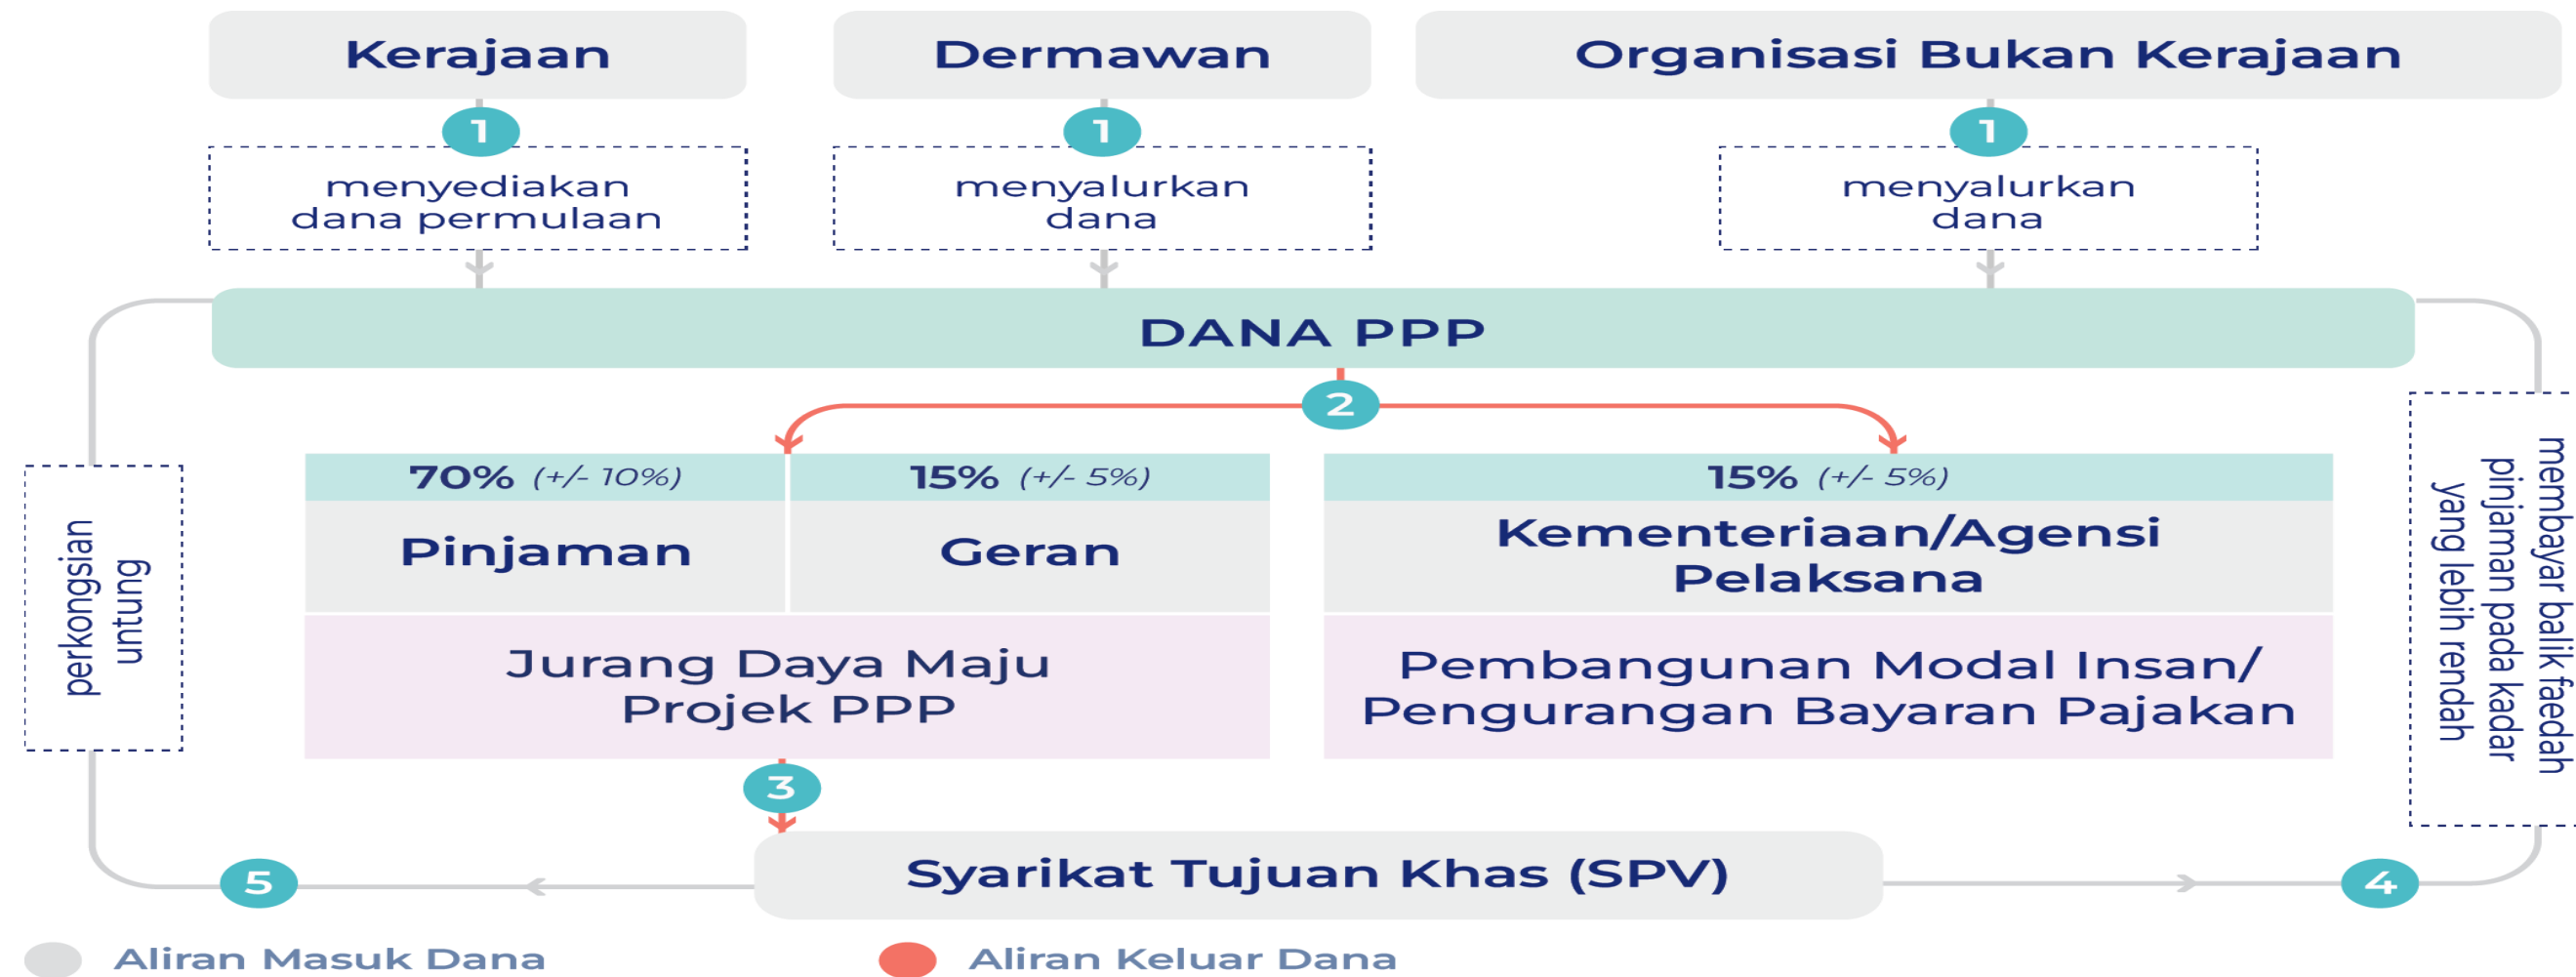 Kerajaan
Dermawan
Organisasi Bukan Kerajaan
1
1
1
menyediakan
dana permulaan
menyalurkan
dana
menyalurkan
dana
DANA PPP
2
70% (+/- 10%)
15% (+/- 5%)
15% (+/- 5%)
Pinjaman
Geran
Kementeriaan/Agensi
Pelaksana
Jurang Daya Maju
Projek PPP
Pembangunan Modal Insan/
Pengurangan Bayaran Pajakan
perkongsian
untung
membayar balik faedah
pinjaman pada kadar
yang lebih rendah
3
Syarikat Tujuan Khas (SPV)
5
4
Aliran Masuk Dana
Aliran Keluar Dana